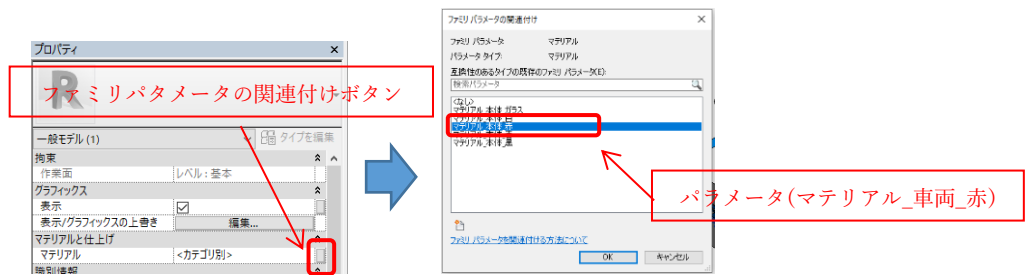 プロパティ
×
R
ファミリパタメータの関連付けボタン
一般モデル (1)
タイプを編集
拘束
作業面
レベル : 基本
グラフィックス
表示
表示/グラフィックスの上書き
編集...
マテリアルと仕上げ
マテリアル
<カテゴリ別>
識別情報
ファミリ パラメータの関連付け
×
ファミリ パラメータ:
マテリアル
パラメータ タイプ:
マテリアル
互換性のあるタイプの既存のファミリ パラメータ(E):
検索パラメータ
<なし>
マテリアル_本体_ガラス
マテリアル_本体_白
マテリアル_本体_赤
マテリアル_本体_黒
パラメータ(マテリアル_車両_赤)
ファミリ パラメータを関連付ける方法について
OK
キャンセル